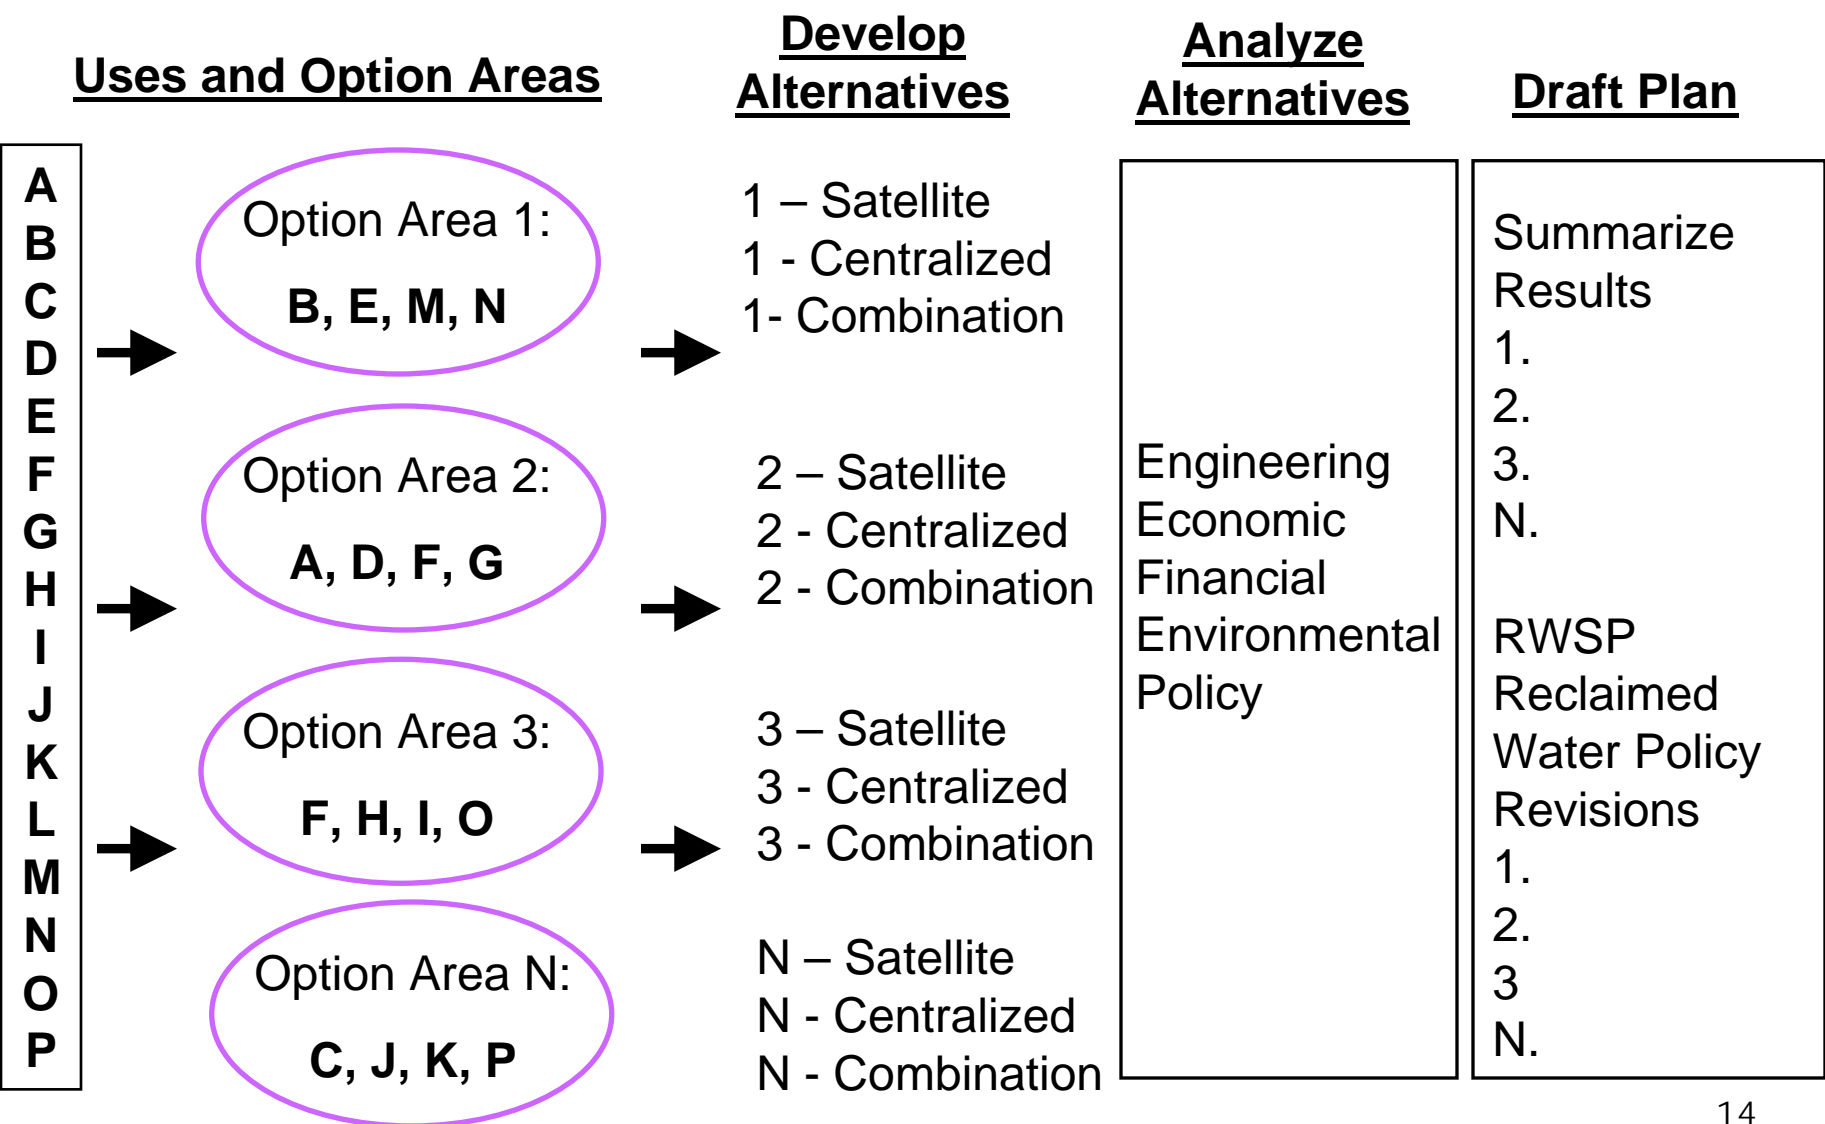 Uses and Option Areas
Develop
Alternatives
Analyze
Alternatives
Draft Plan
A
B
C
D
E
F
G
H
I
J
K
L
M
N
O
P
Option Area 1:
B, E, M, N
Option Area 2:
A, D, F, G
Option Area 3:
F, H, I, O
Option Area N:
C, J, K, P
1 – Satellite
1 - Centralized
1- Combination
2 – Satellite
2 - Centralized
2 - Combination
3 – Satellite
3 - Centralized
3 - Combination
N – Satellite
N - Centralized
N - Combination
Engineering
Economic
Financial
Environmental
Policy
Summarize
Results
1.
2.
3.
N.
RWSP
Reclaimed
Water Policy
Revisions
1.
2.
3
N.
14